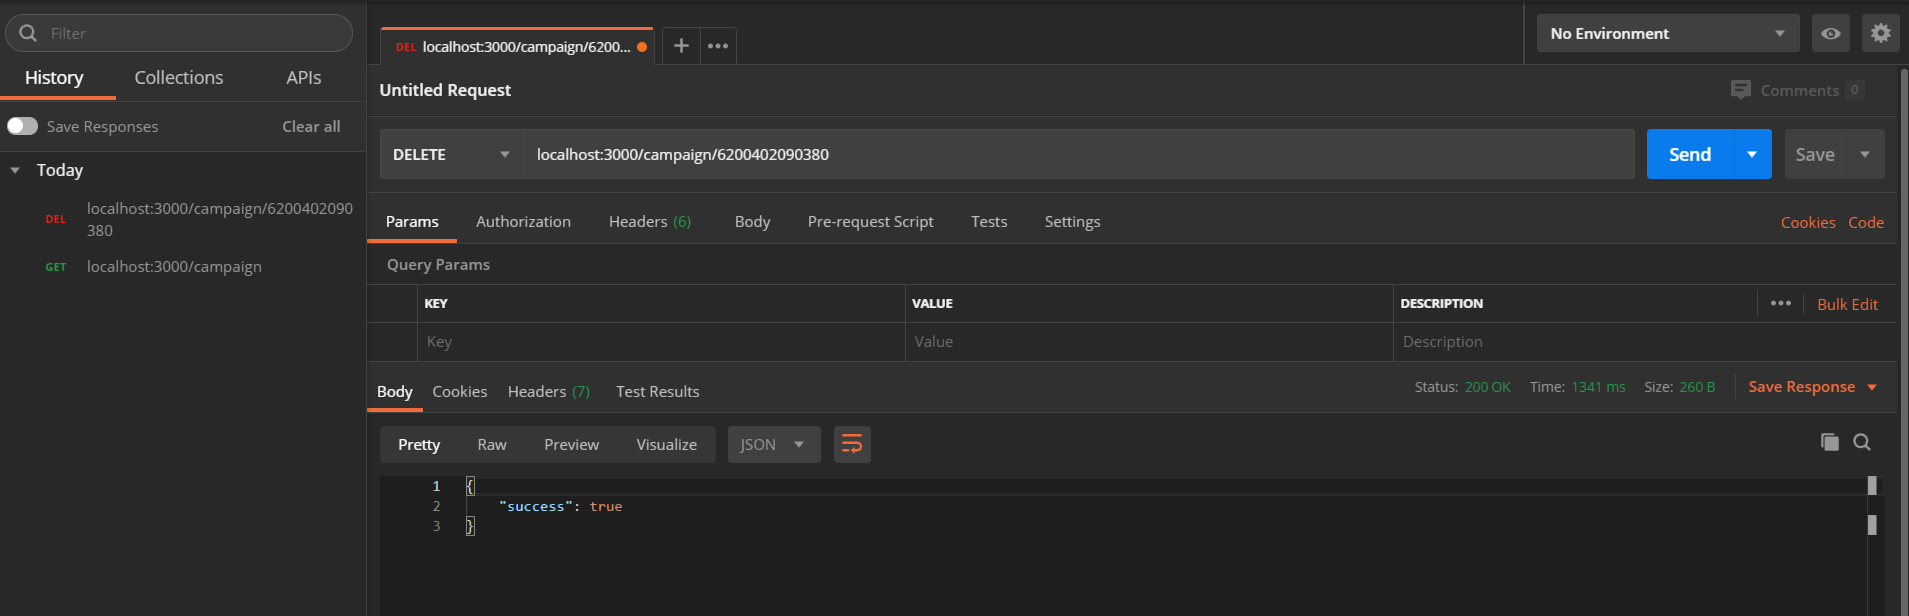 Filter
History Collections APIs
Save Responses Clear all
Today
DEL localhost:3000/campaign/6200402090
380
GET localhost:3000/campaign
DEL localhost:3000/campaign/6200... + •••
No Environment
Untitled Request
Comments 0
DELETE localhost:3000/campaign/6200402090380 Send Save
Params Authorization Headers (6) Body Pre-request Script Tests Settings Cookies Code
Query Params
KEY VALUE DESCRIPTION ••• Bulk Edit
Key Value Description
Body Cookies Headers (7) Test Results Status: 200 OK Time: 1341 ms Size: 260 B Save Response
Pretty Raw Preview Visualize JSON
1 {
2 "success": true
3 }